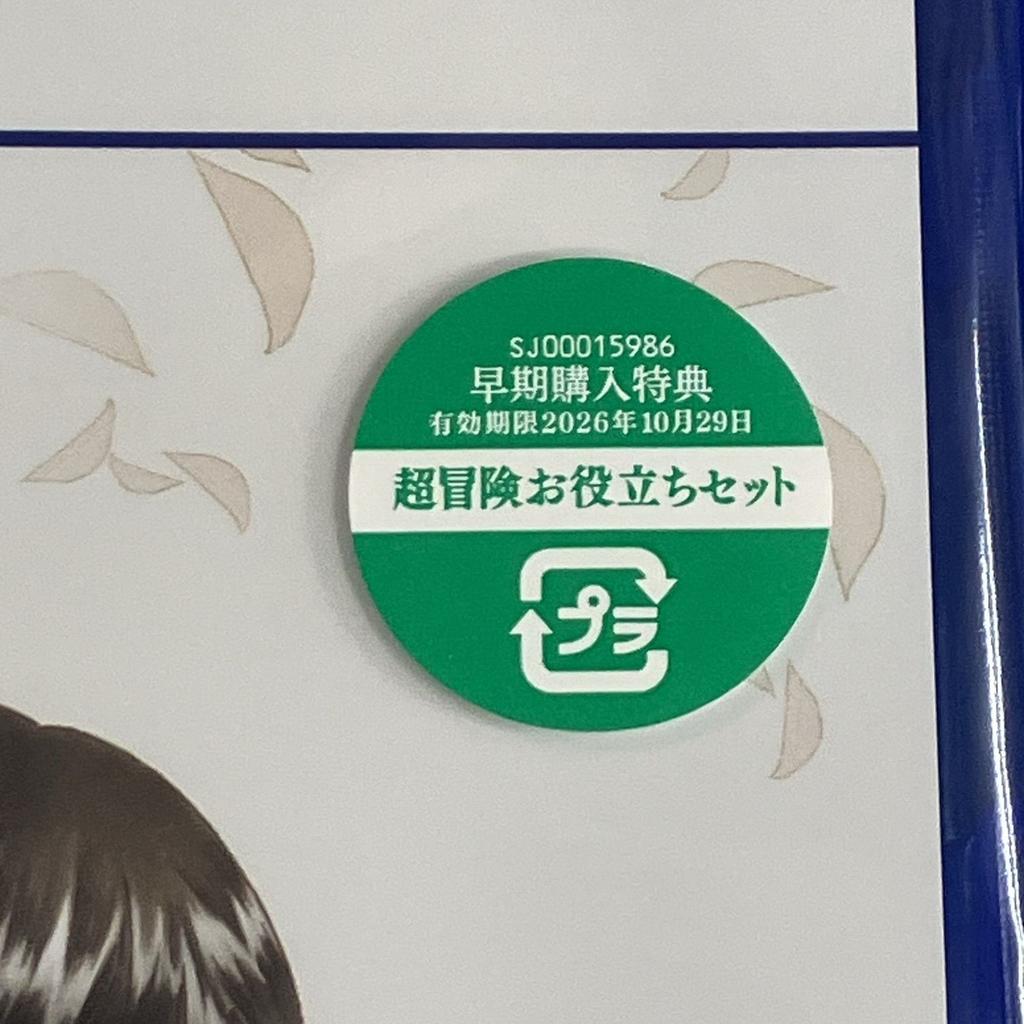 SJ00015986
早期購入特典
有効期限2026年10月29日
超冒険お役立ちセット
プラ